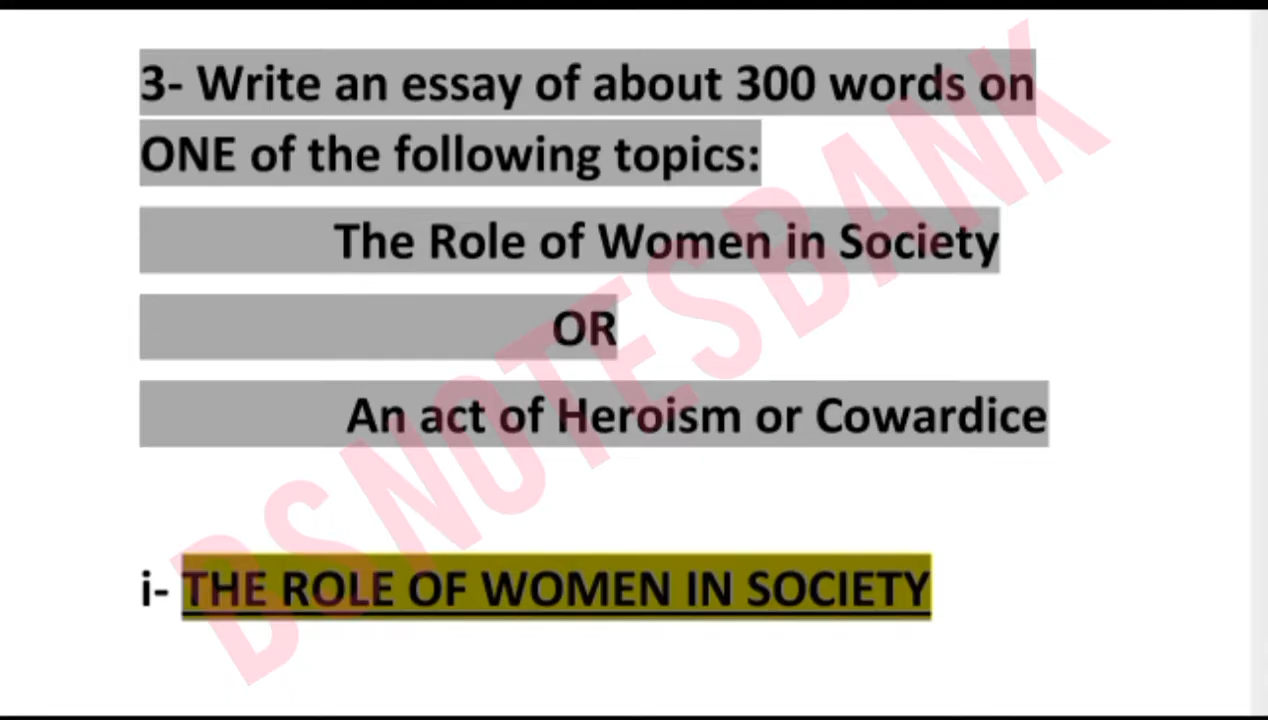 3- Write an essay of about 300 words on
ONE of the following topics:
The Role of Women in Society
OR
An act of Heroism or Cowardice
i- THE ROLE OF WOMEN IN SOCIETY
BSNOTESBANK